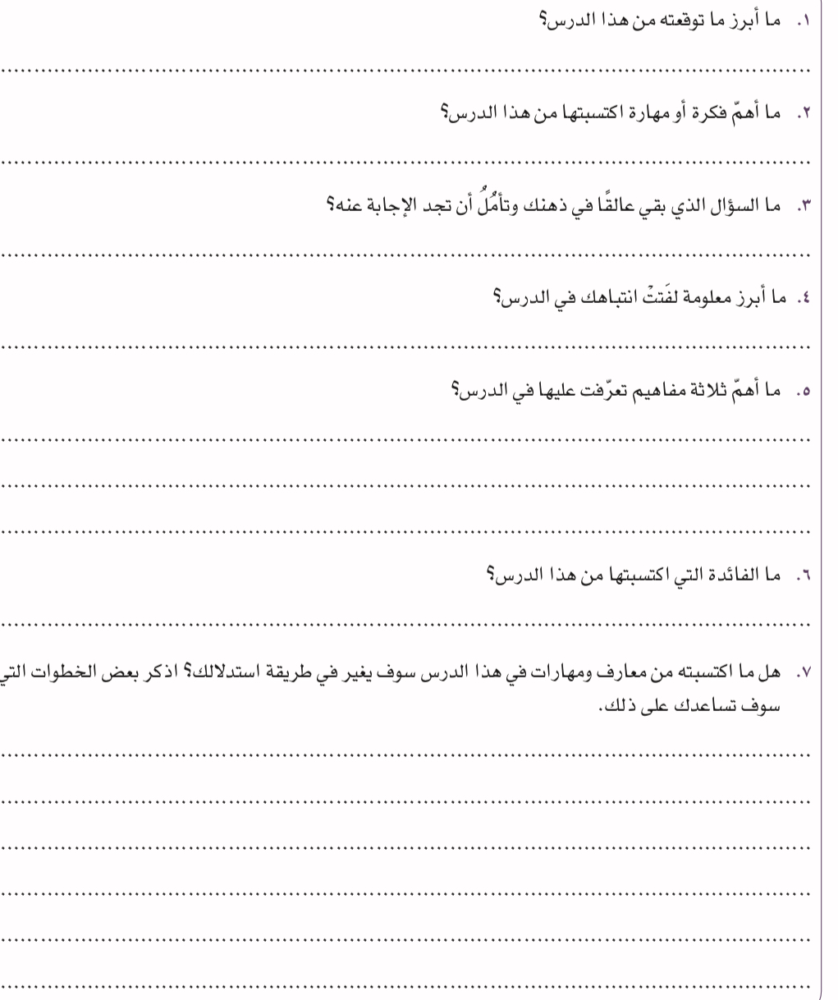 ١. ما أبرز ما توقعته من هذا الدرس؟
٢. ما أهمّ فكرة أو مهارة اكتسبتها من هذا الدرس؟
٣. ما السؤال الذي بقي عالقًا في ذهنك وتأمُلُ أن تجد الإجابة عنه؟
٤. ما أبرز معلومة لفَتتْ انتباهك في الدرس؟
٥. ما أهمّ ثلاثة مفاهيم تعرّفت عليها في الدرس؟
٦. ما الفائدة التي اكتسبتها من هذا الدرس؟
٧. هل ما اكتسبته من معارف ومهارات في هذا الدرس سوف يغير في طريقة استدلالك؟ اذكر بعض الخطوات التي
سوف تساعدك على ذلك.